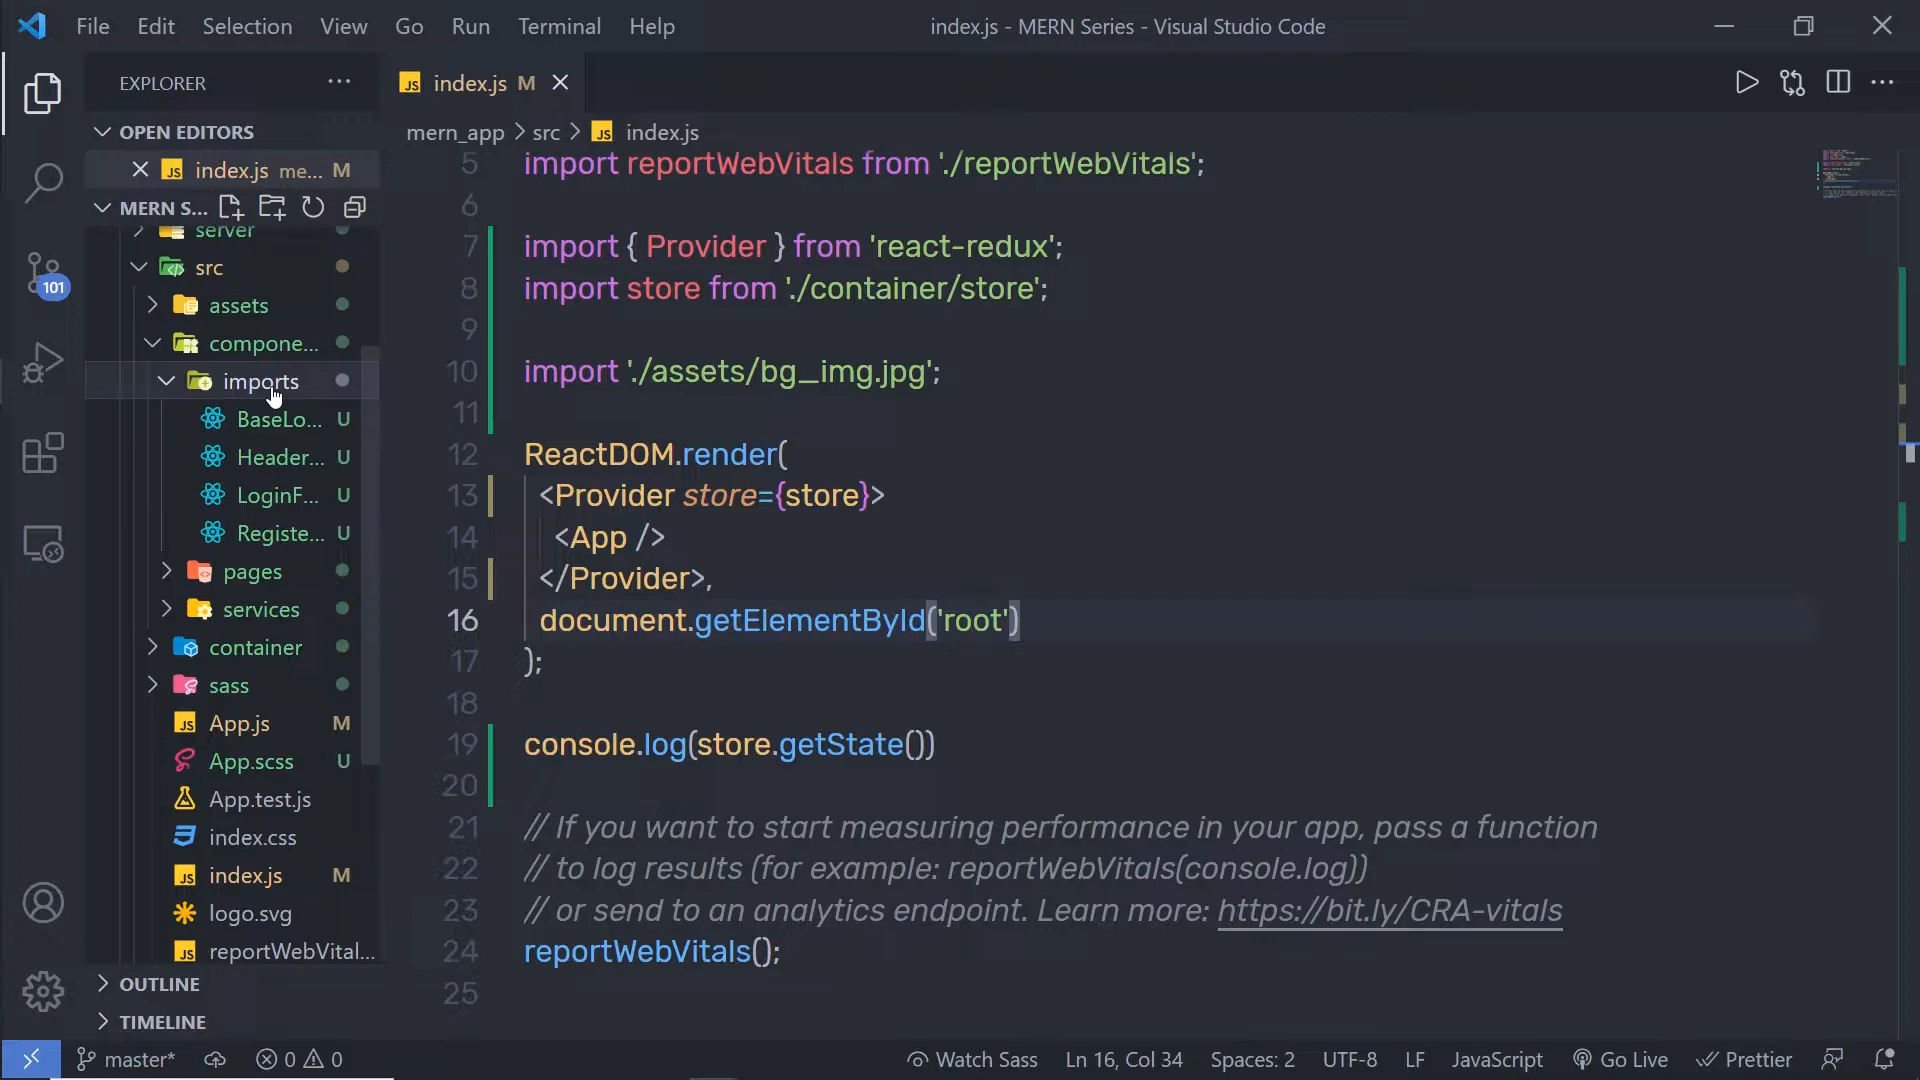 File Edit Selection View Go Run Terminal Help
index.js - MERN Series - Visual Studio Code
EXPLORER
OPEN EDITORS
JS index.js me... M
MERN S...
server
src
assets
compone...
imports
BaseLo... U
Header... U
LoginF... U
Registe... U
pages
services
container
sass
JS App.js M
App.scss U
App.test.js
index.css
JS index.js M
logo.svg
JS reportWebVital...
OUTLINE
TIMELINE
101
JS index.js M
mern_app > src > JS index.js
5 import reportWebVitals from './reportWebVitals';
6
7 import { Provider } from 'react-redux';
8 import store from './container/store';
9
10 import './assets/bg_img.jpg';
11
12 ReactDOM.render(
13 <Provider store={store}>
14 <App />
15 </Provider>,
16 document.getElementById('root')
17 );
18
19 console.log(store.getState())
20
21 // If you want to start measuring performance in your app, pass a function
22 // to log results (for example: reportWebVitals(console.log))
23 // or send to an analytics endpoint. Learn more: https://bit.ly/CRA-vitals
24 reportWebVitals();
25
master* 0 0 Watch Sass Ln 16, Col 34 Spaces: 2 UTF-8 LF JavaScript Go Live Prettier